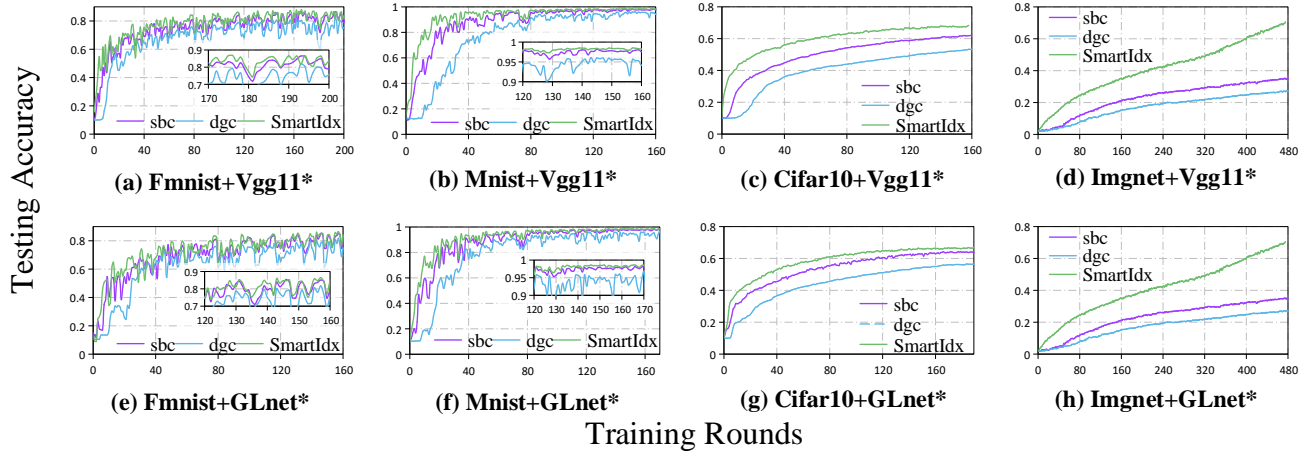 Testing Accuracy
0 0.2 0.4 0.6 0.8
0 40 80 120 160 200
0.7 0.8 0.9
170 180 190 200
sbc dgc SmartIdx
(a) Fmnist+Vgg11*
0 0.2 0.4 0.6 0.8 1
0 40 80 120 160
0.9 0.95 1
120 130 140 150 160
sbc dgc SmartIdx
(b) Mnist+Vgg11*
0 0.2 0.4 0.6 0.8
0 40 80 120 160
sbc
dgc
SmartIdx
(c) Cifar10+Vgg11*
0 0.2 0.4 0.6 0.8
0 80 160 240 320 400 480
sbc
dgc
SmartIdx
(d) Imgnet+Vgg11*
0 0.2 0.4 0.6 0.8
0 40 80 120 160
0.7 0.8 0.9
120 130 140 150 160
sbc dgc SmartIdx
(e) Fmnist+GLnet*
0 0.2 0.4 0.6 0.8 1
0 40 80 120 160
0.9 0.95 1
120 130 140 150 160 170
sbc dgc SmartIdx
(f) Mnist+GLnet*
0 0.2 0.4 0.6 0.8
0 40 80 120 160
sbc
dgc
SmartIdx
(g) Cifar10+GLnet*
0 0.2 0.4 0.6 0.8
0 80 160 240 320 400 480
sbc
dgc
SmartIdx
(h) Imgnet+GLnet*
Training Rounds